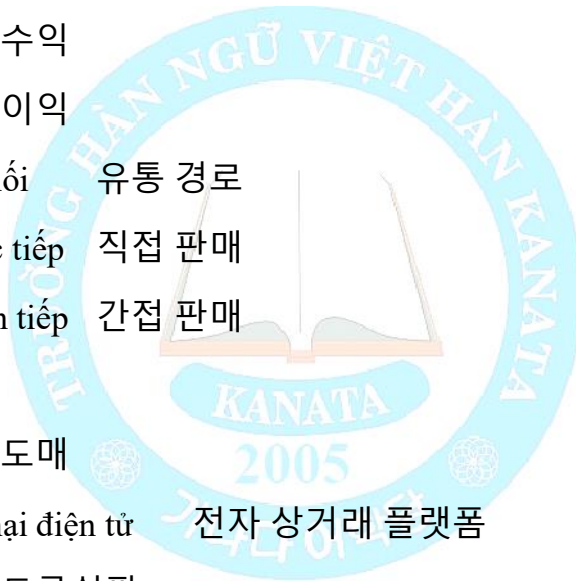 수익
이익
ối 유통 경로
c tiếp 직접 판매
n tiếp 간접 판매
도매
nại điện tử 전자 상거래 플랫폼
TRƯỜNG HÀN NGỮ VIỆT HÀN KANATA
KANATA
2005